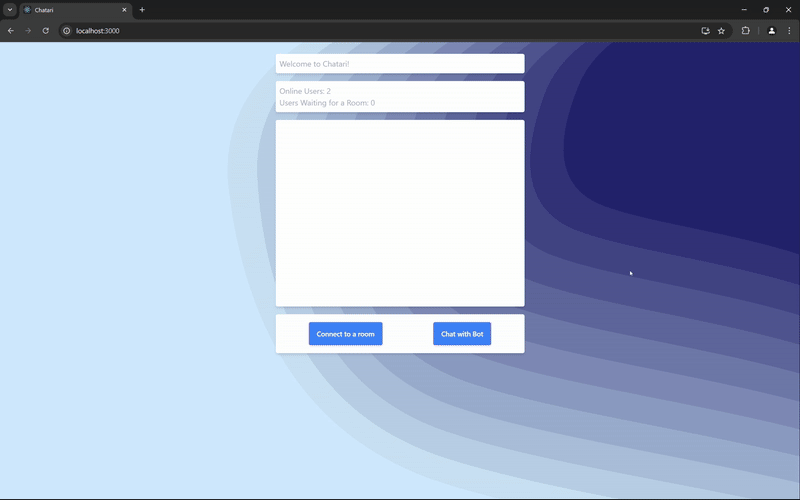 Chatari
localhost:3000
Welcome to Chatari!
Online Users: 2
Users Waiting for a Room: 0
Connect to a room
Chat with Bot